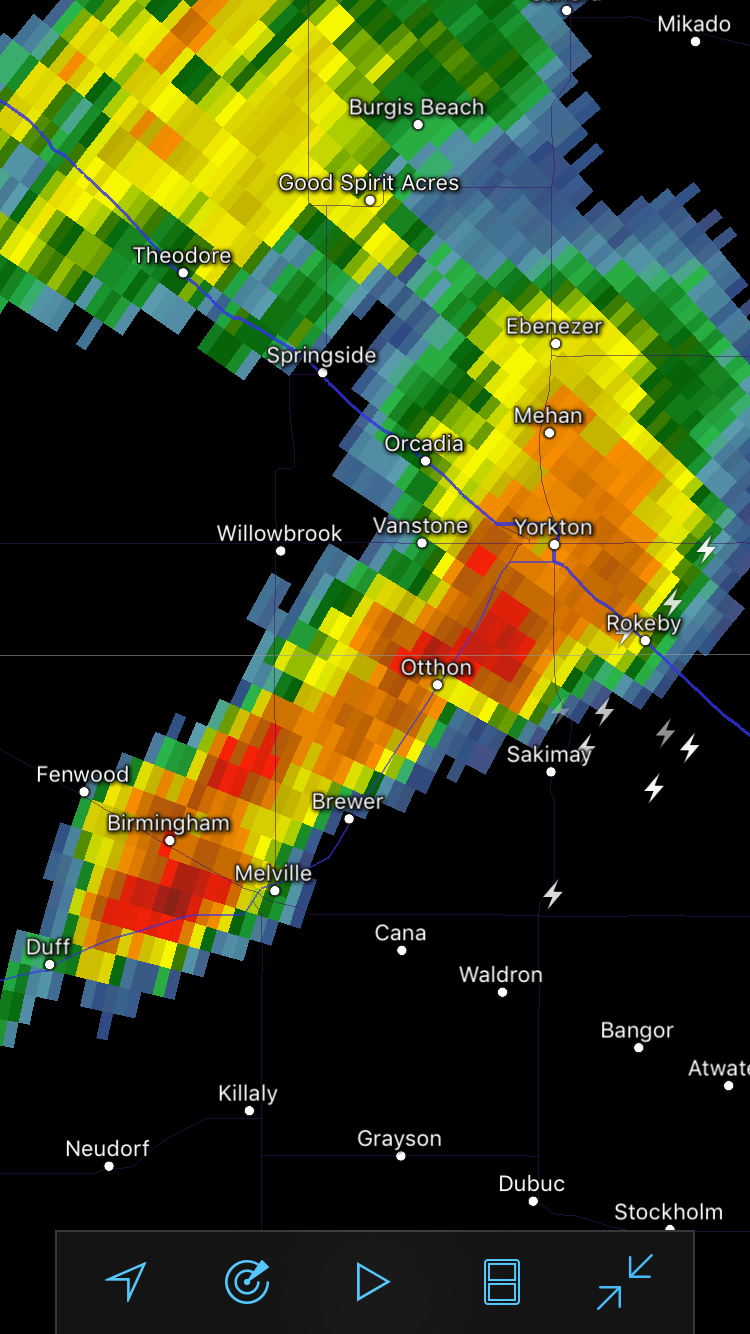 Mikado
Burgis Beach
Good Spirit Acres
Theodore
Ebenezer
Springside
Mehan
Orcadia
Willowbrook
Vanstone
Yorkton
Rokeby
Otthon
Sakimay
Fenwood
Brewer
Birmingham
Melville
Cana
Duff
Waldron
Bangor
Atwate
Killaly
Grayson
Neudorf
Dubuc
Stockholm